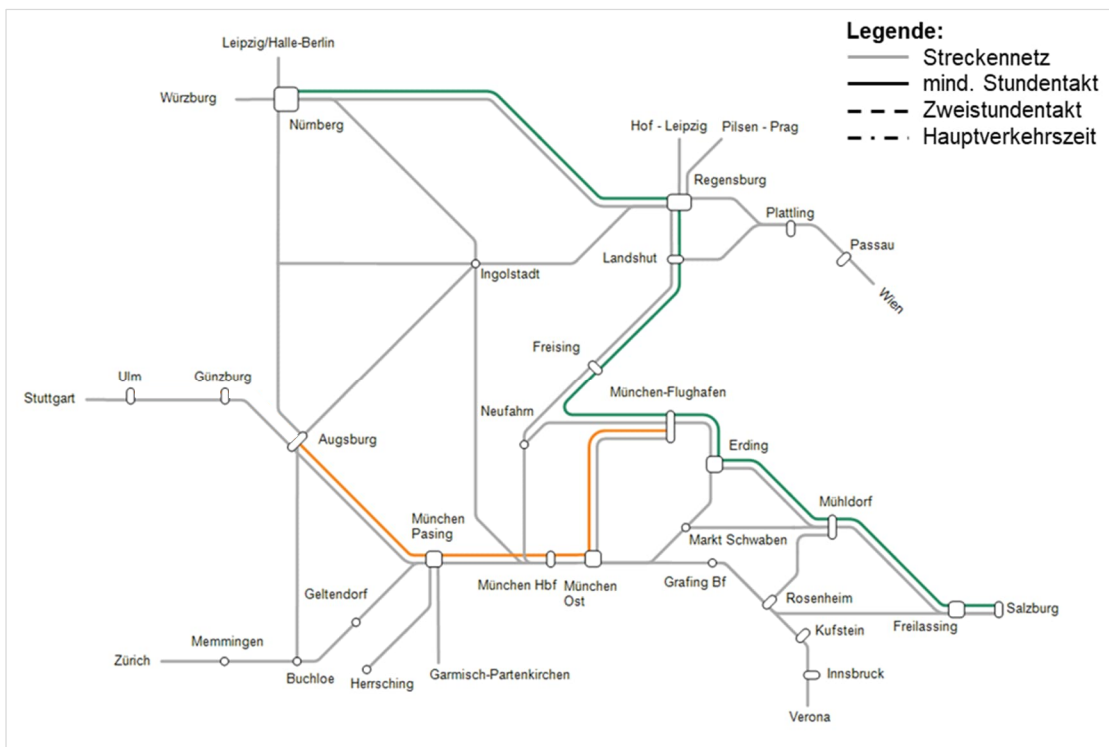 Legende:
Streckennetz
mind. Stundentakt
Zweistundentakt
Hauptverkehrszeit
Leipzig/Halle-Berlin
Würzburg
Nürnberg
Hof - Leipzig
Pilsen - Prag
Regensburg
Plattling
Passau
Wien
Landshut
Ingolstadt
Freising
München-Flughafen
Neufahrn
Erding
Ulm
Günzburg
Stuttgart
Augsburg
Mühldorf
München
Pasing
Markt Schwaben
München Hbf
München
Ost
Grafing Bf
Geltendorf
Rosenheim
Freilassing
Salzburg
Kufstein
Memmingen
Zürich
Buchloe
Herrsching
Garmisch-Partenkirchen
Innsbruck
Verona